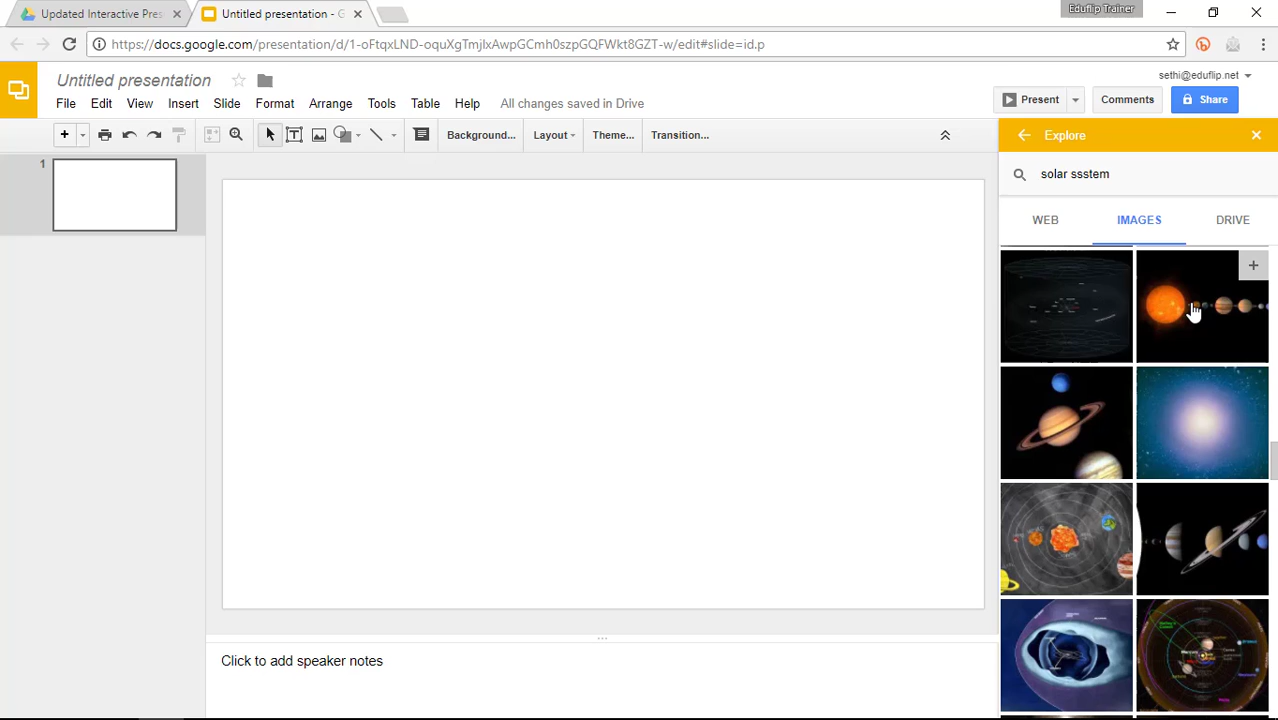 Updated Interactive Pres
Untitled presentation - G
Eduflip Trainer
https://docs.google.com/presentation/d/1-oFtqxLND-oquXgTmJlxAwpGCmh0szpGQFWkt8GZT-w/edit#slide=id.p
Untitled presentation
sethi@eduflip.net
File Edit View Insert Slide Format Arrange Tools Table Help All changes saved in Drive
Present Comments Share
Background... Layout Theme... Transition...
Explore
1
solar ssstem
WEB IMAGES DRIVE
Click to add speaker notes